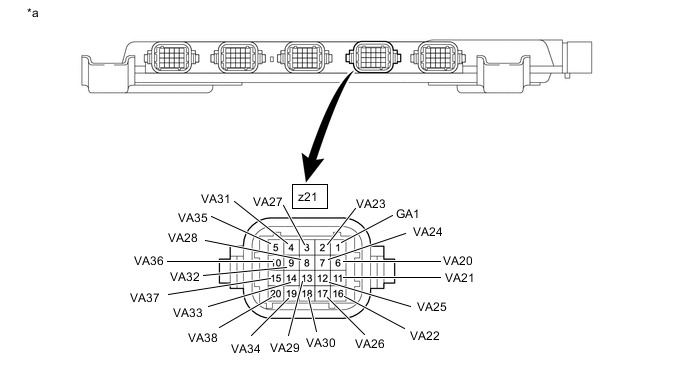 *a
z21
VA31 VA27 VA23
VA35 GA1
VA28 VA24
5 4 3 2 1
VA36 10 9 8 7 6 VA20
VA32 VA21
15 14 13 12 11
VA37 VA25
20 19 18 17 16
VA33 VA22
VA38 VA34 VA29 VA30 VA26